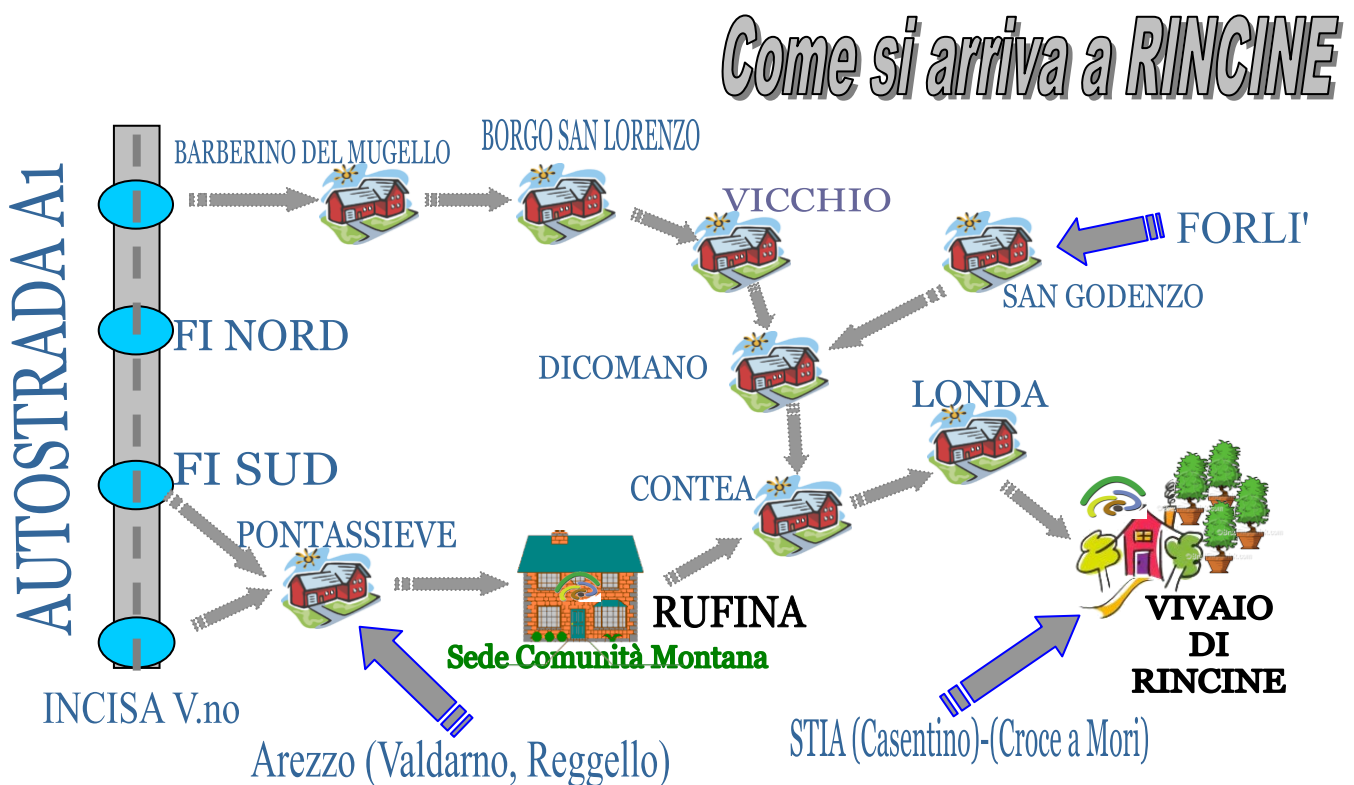 Come si arriva a RINCINE
AUTOSTRADA A1
BARBERINO DEL MUGELLO
BORGO SAN LORENZO
VICCHIO
FORLI'
SAN GODENZO
FI NORD
DICOMANO
LONDA
FI SUD
CONTEA
PONTASSIEVE
RUFINA
Sede Comunità Montana
VIVAIO
DI
RINCINE
INCISA V.no
Arezzo (Valdarno, Reggello)
STIA (Casentino)-(Croce a Mori)